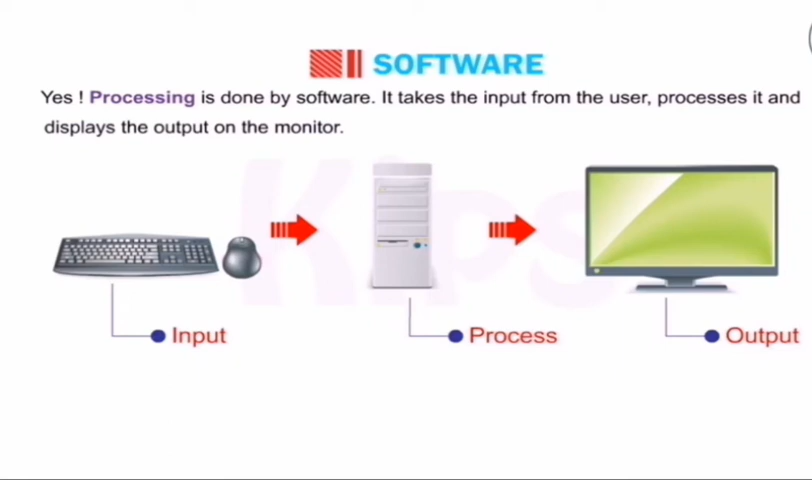 SOFTWARE
Yes ! Processing is done by software. It takes the input from the user, processes it and
displays the output on the monitor.
Kips
Input
Process
Output